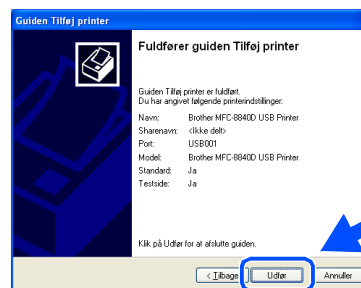 Guiden Tilføj printer
Fuldfører guiden Tilføj printer
Guiden Tilføj printer er fuldført.
Du har angivet følgende printerindstillinger:
Navn: Brother MFC-8840D USB Printer
Sharenavn: <Ikke delt>
Port: USB001
Model: Brother MFC-8840D USB Printer
Standard: Ja
Testside: Ja
Klik på Udfør for at afslutte guiden.
< Tilbage Udfør Annuller